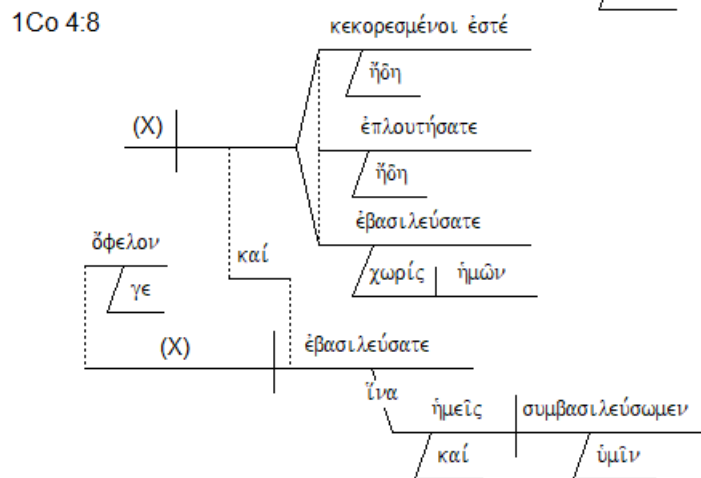 1Co 4:8
κεκορεσμένοι ἐστέ
ἤδη
(X)
ἐπλουτήσατε
ἤδη
ἐβασιλεύσατε
χωρίς ἡμῶν
ὄφελον
γε
καί
(X) ἐβασιλεύσατε
ἵνα
ἡμεῖς συμβασιλεύσωμεν
καί ὑμῖν